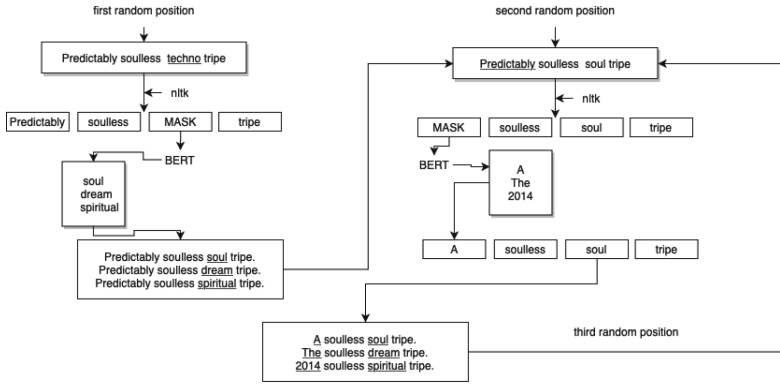 first random position
Predictably soulless techno tripe
nltk
Predictably
soulless
MASK
tripe
BERT
soul
dream
spiritual
Predictably soulless soul tripe.
Predictably soulless dream tripe.
Predictably soulless spiritual tripe.
second random position
Predictably soulless soul tripe
nltk
MASK
soulless
soul
tripe
BERT
A
The
2014
A
soulless
soul
tripe
A soulless soul tripe.
The soulless dream tripe.
2014 soulless spiritual tripe.
third random position